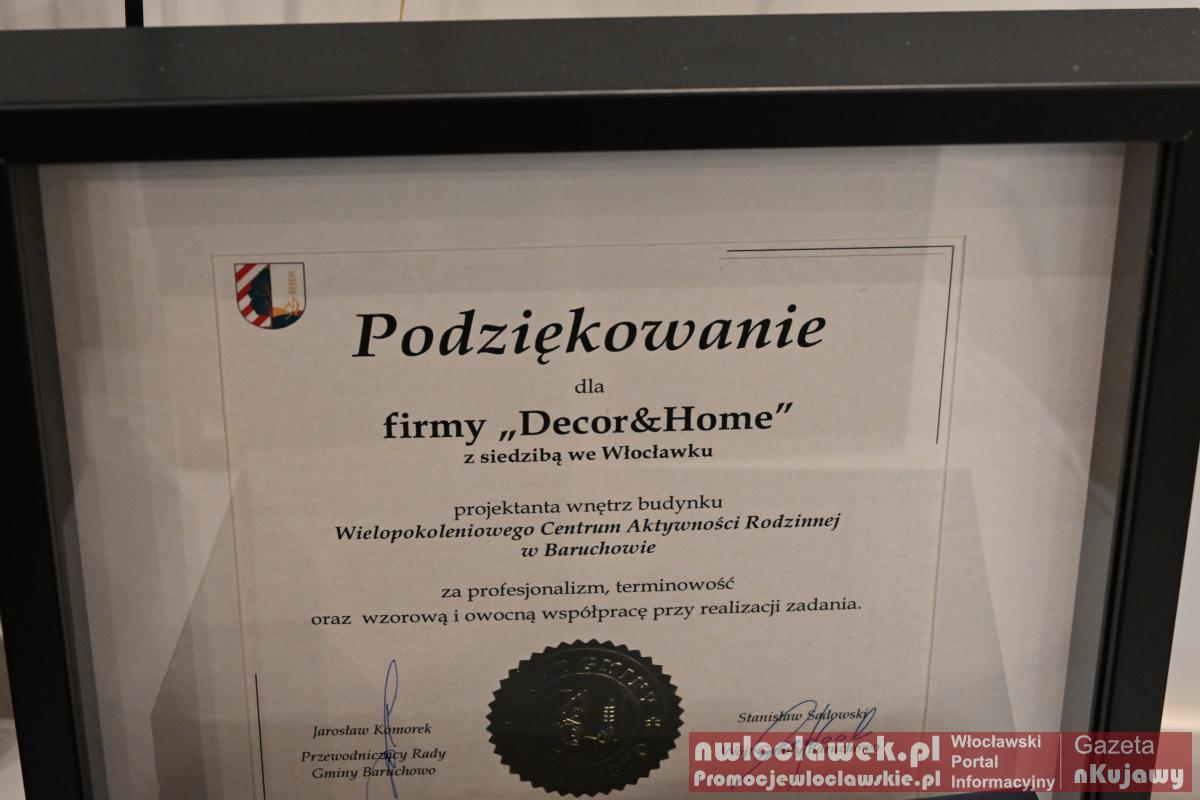 Podziękowanie
dla
firmy „Decor&Home”
z siedzibą we Włocławku
projektanta wnętrz budynku
Wielopokoleniowego Centrum Aktywności Rodzinnej
w Baruchowie
za profesjonalizm, terminowość
oraz wzorową i owocną współpracę przy realizacji zadania.
GMINY
Jarosław Komorek
Przewodniczący Rady
Gminy Baruchowo
Stanisław Sadowski
nwloclawek.pl
Promocjewloclawskie.pl
Włocławski
Portal
Informacyjny
Gazeta
nKujawy